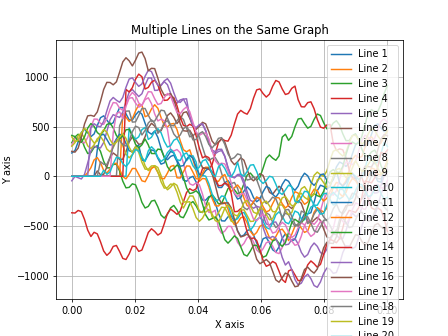 Multiple Lines on the Same Graph
Y axis
1000
500
0
−500
−1000
0.00
0.02
0.04
0.06
0.08
X axis
Line 1
Line 2
Line 3
Line 4
Line 5
Line 6
Line 7
Line 8
Line 9
Line 10
Line 11
Line 12
Line 13
Line 14
Line 15
Line 16
Line 17
Line 18
Line 19